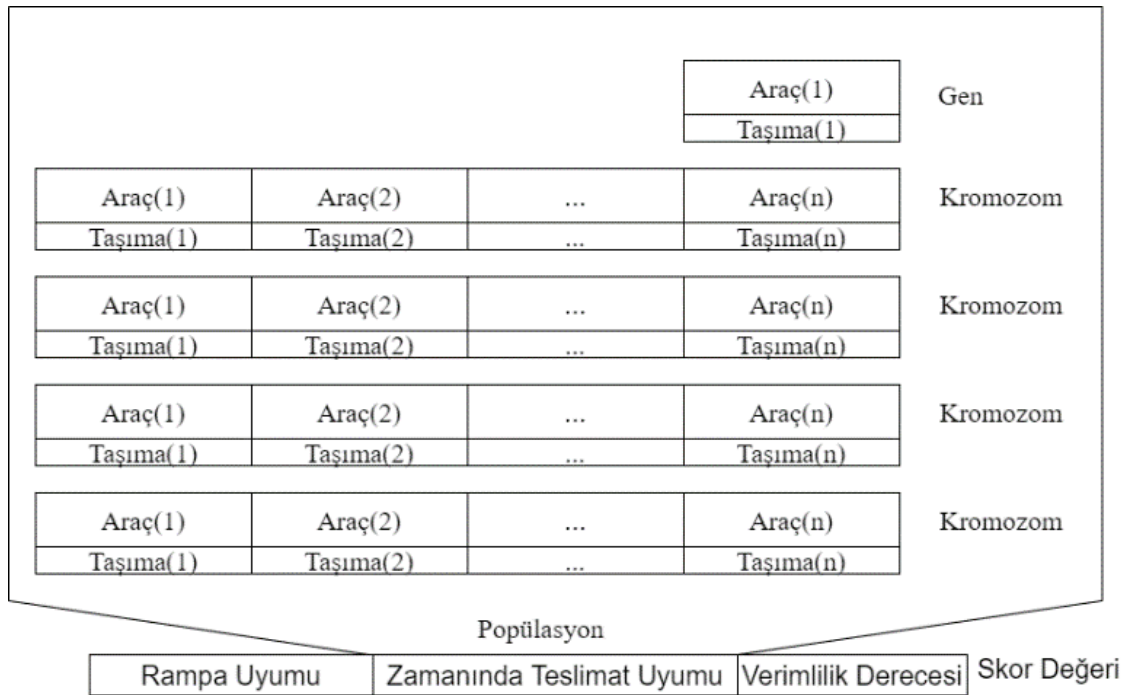 Araç(1)
Gen
Taşıma(1)
Araç(1) Araç(2) ... Araç(n) Kromozom
Taşıma(1) Taşıma(2) ... Taşıma(n)
Araç(1) Araç(2) ... Araç(n) Kromozom
Taşıma(1) Taşıma(2) ... Taşıma(n)
Araç(1) Araç(2) ... Araç(n) Kromozom
Taşıma(1) Taşıma(2) ... Taşıma(n)
Araç(1) Araç(2) ... Araç(n) Kromozom
Taşıma(1) Taşıma(2) ... Taşıma(n)
Popülasyon
Rampa Uyumu Zamanında Teslimat Uyumu Verimlilik Derecesi Skor Değeri